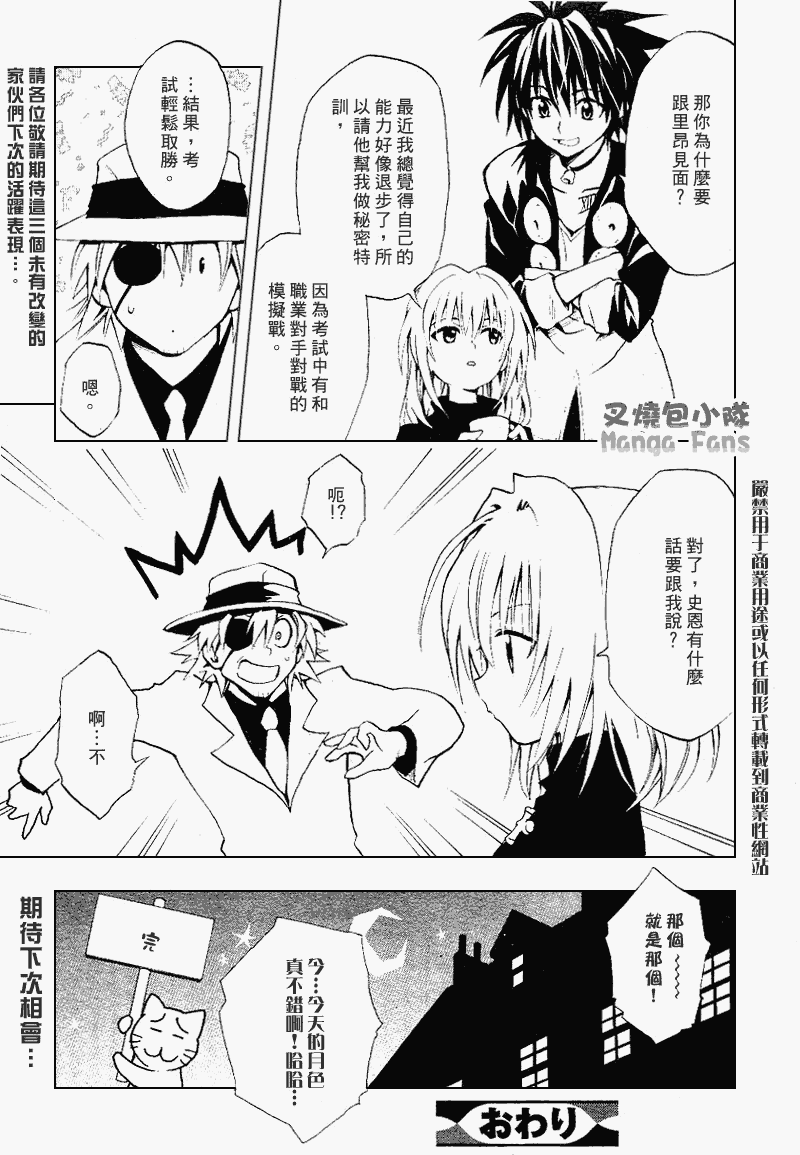 那你為什麼要
跟里昂見面?
最近我總覺得自己的
能力好像退步了,所
以請他幫我做秘密特
訓,
因為考試中有和
職業對手對戰的
模擬戰。
…結果,考
試輕鬆取勝。
嗯。
請各位敬請期待這三個未有改變的
家伙們下次的活躍表現…。
叉燒包小隊
Manga-Fans
對了,史恩有什麼
話要跟我說?
呃!?
啊…不
嚴禁用于商業用途或以任何形式轉載到商業性網站
那個~~~~
就是那個!
今…今天的月色
真不錯啊!哈哈…
完
期待下次相會…
おわり